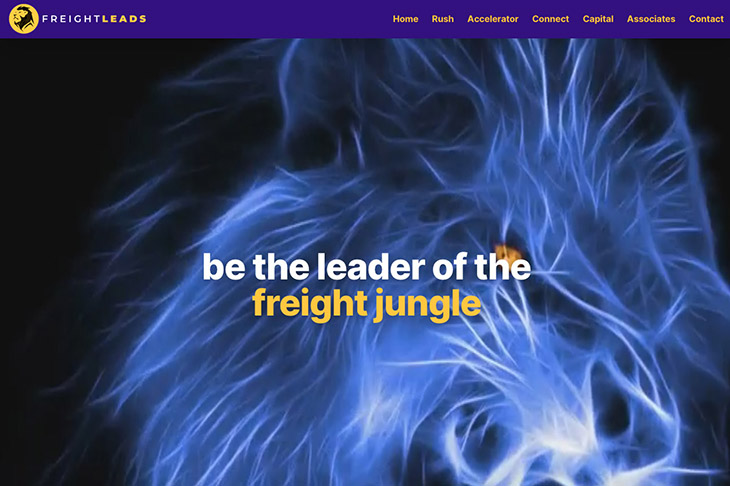 FREIGHTLEADS
Home Rush Accelerator Connect Capital Associates Contact
be the leader of the
freight jungle